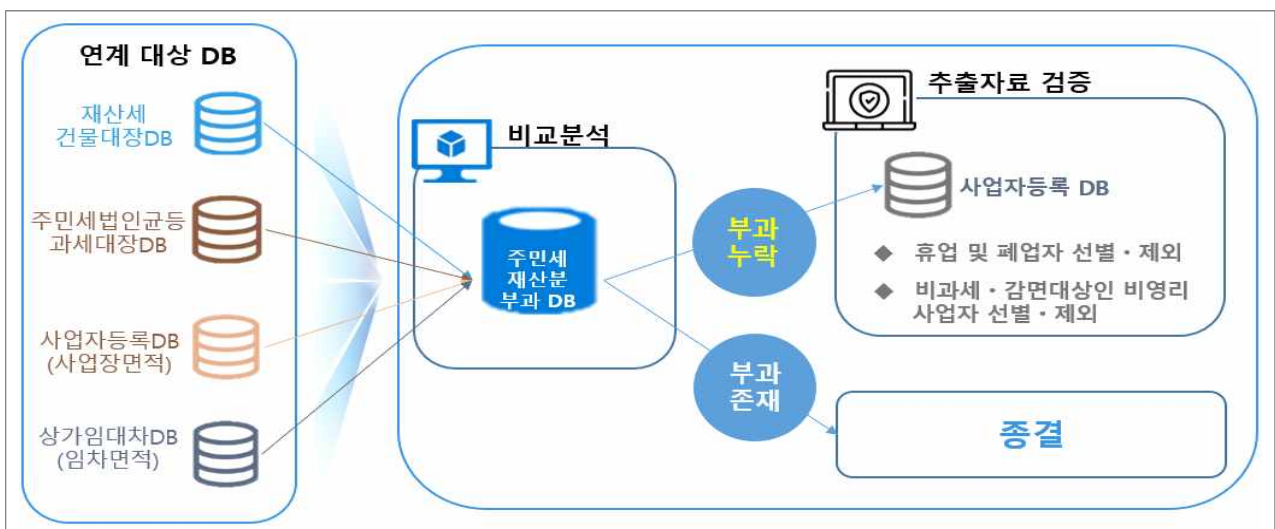 연계 대상 DB
재산세
건물대장DB
주민세법인균등
과세대장DB
사업자등록DB
(사업장면적)
상가임대차DB
(임차면적)
비교분석
주민세
재산분
부과 DB
부과
누락
부과
존재
추출자료 검증
사업자등록 DB
◆ 휴업 및 폐업자 선별・제외
◆ 비과세・감면대상인 비영리
사업자 선별・제외
종결